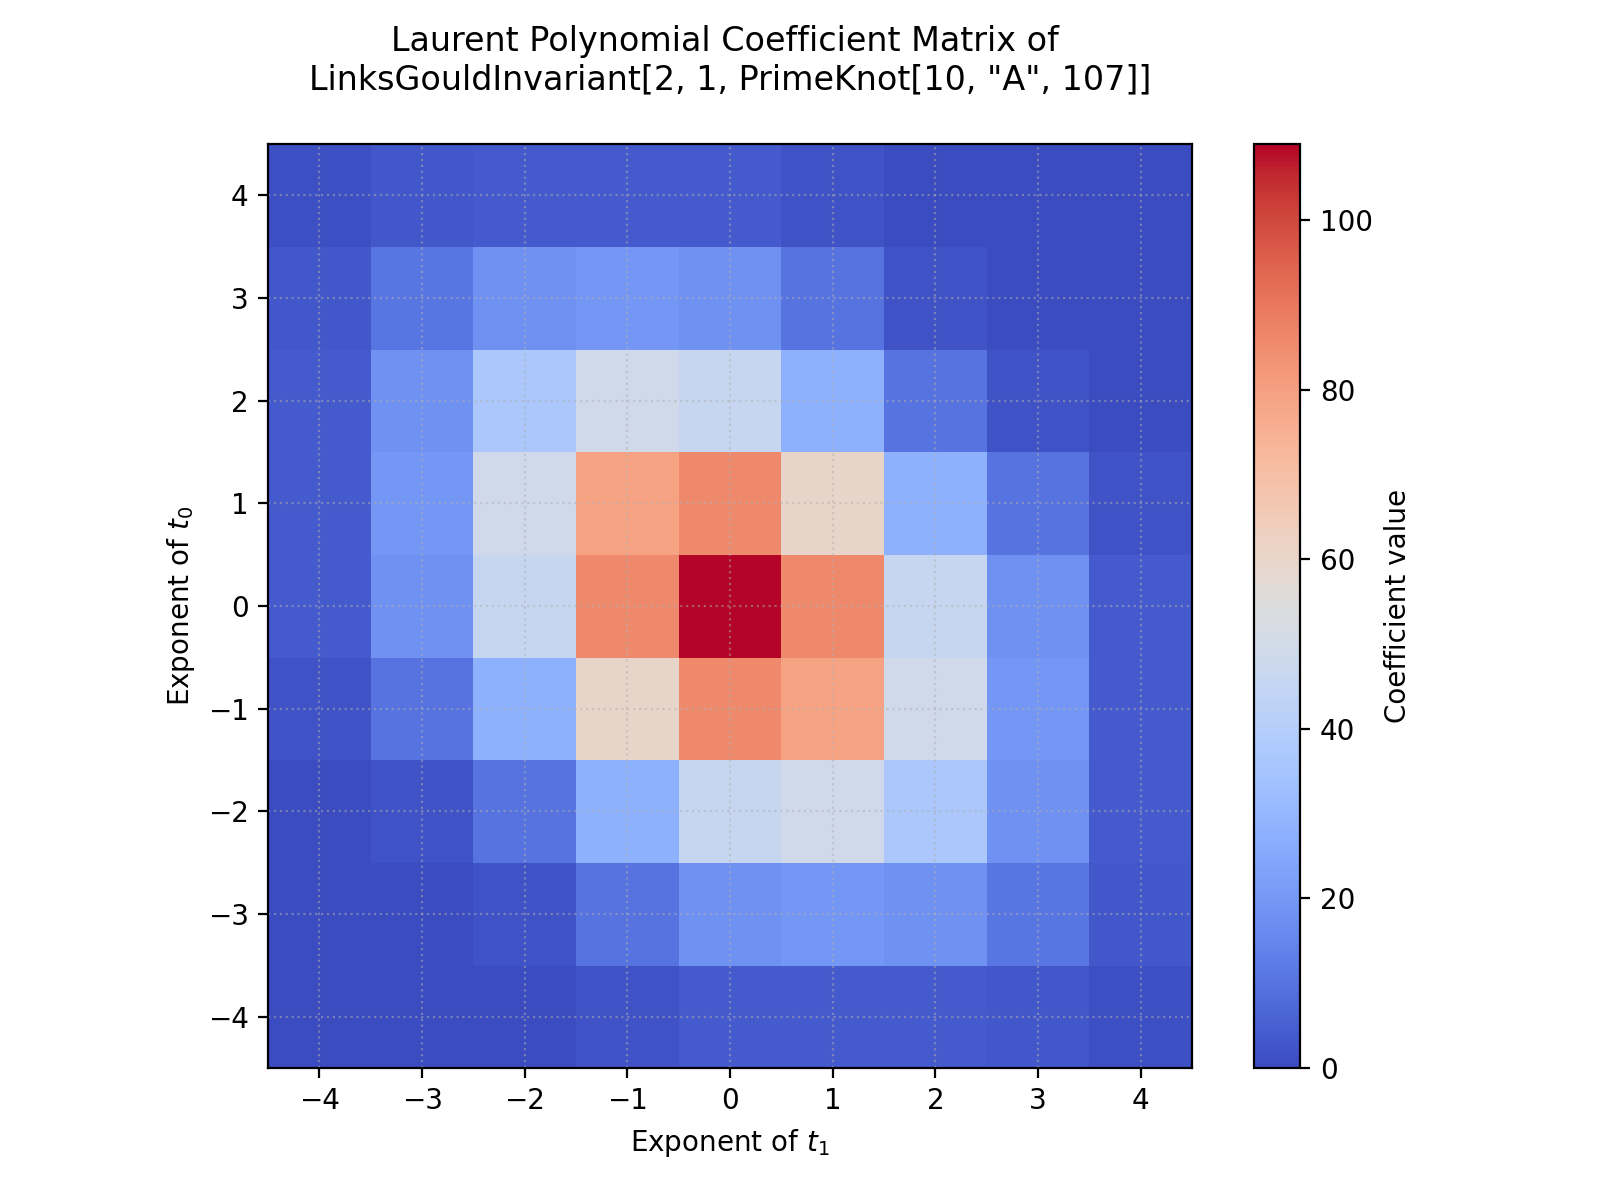 Laurent Polynomial Coefficient Matrix of
LinksGouldInvariant[2, 1, PrimeKnot[10, "A", 107]]
Exponent of t₀
4
3
2
1
0
−1
−2
−3
−4
−4 −3 −2 −1 0 1 2 3 4
Exponent of t₁
100
80
60
40
20
0
Coefficient value